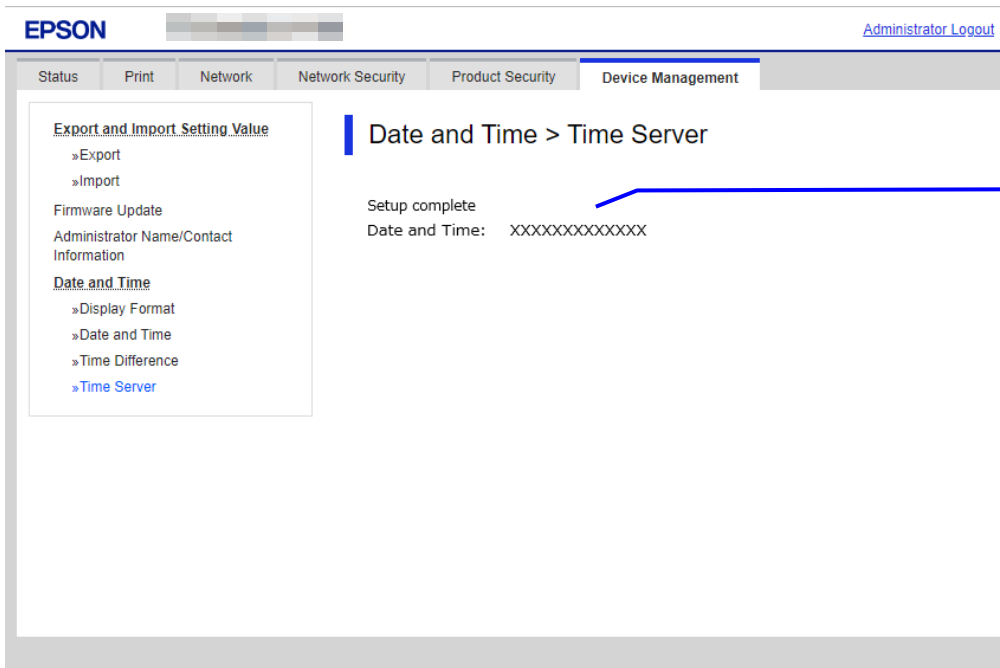 EPSON
Administrator Logout
Status Print Network Network Security Product Security Device Management
Export and Import Setting Value
»Export
»Import
Firmware Update
Administrator Name/Contact
Information
Date and Time
»Display Format
»Date and Time
»Time Difference
»Time Server
Date and Time > Time Server
Setup complete
Date and Time: XXXXXXXXXXXXX